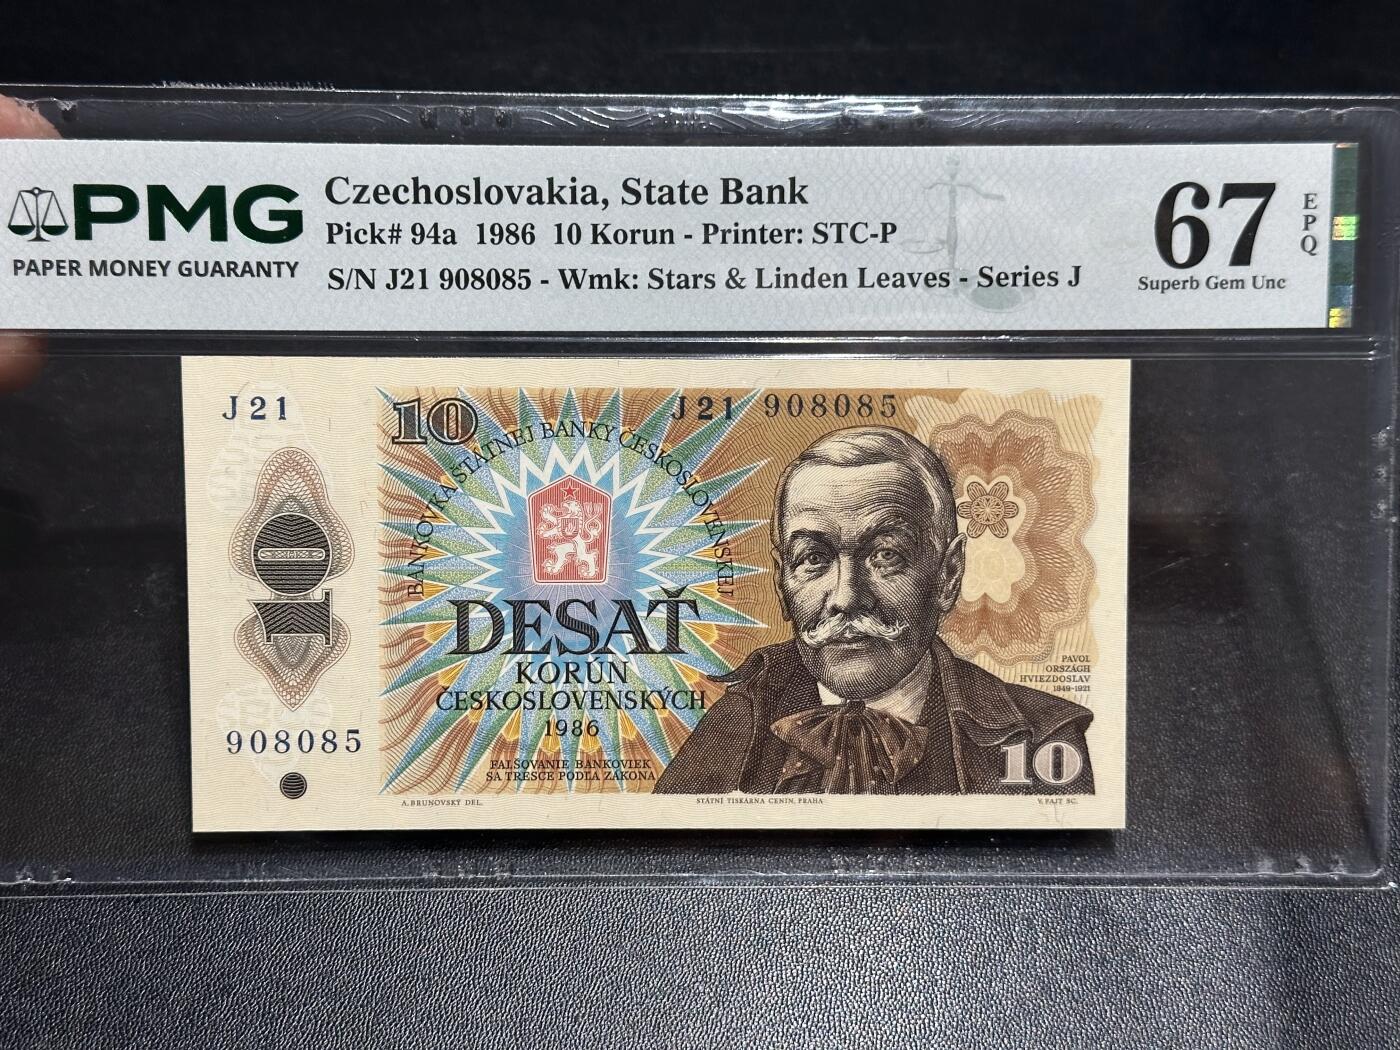 PMG
PAPER MONEY GUARANTY
Czechoslovakia, State Bank
Pick# 94a 1986 10 Korun - Printer: STC-P
S/N J21 908085 - Wmk: Stars & Linden Leaves - Series J
67
EPQ
Superb Gem Unc
J 21
10
J 21 908085
BANKOVKA ŠTÁTNEJ BANKY ČESKOSLOVENSKEJ
10
DESAŤ
KORÚN
ČESKOSLOVENSKÝCH
1986
PAVOL
ORSZÁGH
HVIEZDOSLAV
1849-1921
908085
FALŠOVANIE BANKOVIEK
SA TRESCE PODĽA ZÁKONA
10
A. BRUNOVSKÝ DEL.
STÁTNÍ TISKÁRNA CENIN, PRAHA
V. FAJT SC.